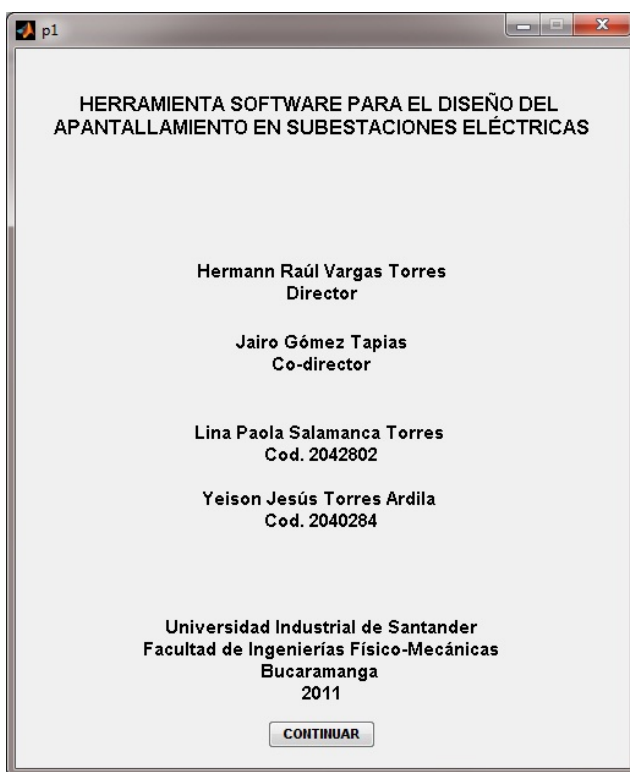 p1
HERRAMIENTA SOFTWARE PARA EL DISEÑO DEL
APANTALLAMIENTO EN SUBESTACIONES ELÉCTRICAS
Hermann Raúl Vargas Torres
Director
Jairo Gómez Tapias
Co-director
Lina Paola Salamanca Torres
Cod. 2042802
Yeison Jesús Torres Ardila
Cod. 2040284
Universidad Industrial de Santander
Facultad de Ingenierías Físico-Mecánicas
Bucaramanga
2011
CONTINUAR